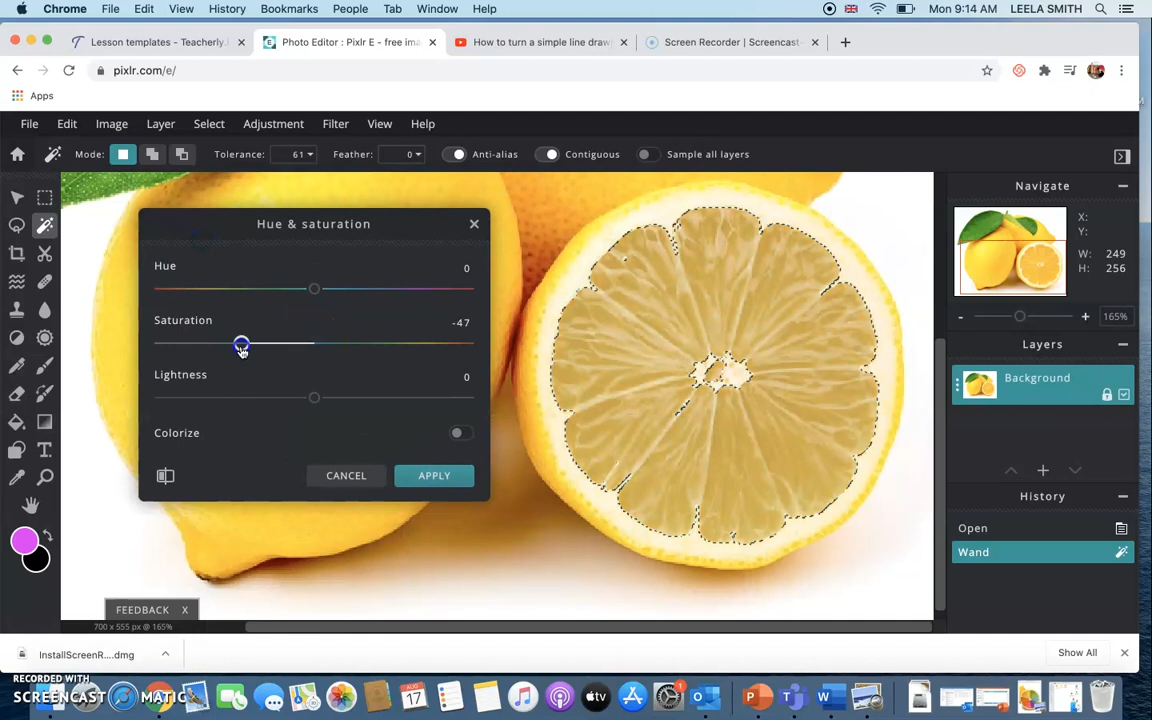 Chrome File Edit View History Bookmarks People Tab Window Help Mon 9:14 AM LEELA SMITH
Lesson templates - Teacherly. Photo Editor : Pixlr E - free ima How to turn a simple line draw Screen Recorder | Screencast-
pixlr.com/e/
Apps
File Edit Image Layer Select Adjustment Filter View Help
Mode: Tolerance: 61 Feather: 0 Anti-alias Contiguous Sample all layers
Navigate
X:
Y:
W: 249
H: 256
165%
Hue & saturation
Hue 0
Saturation -47
Lightness 0
Colorize
CANCEL APPLY
Layers
Background
History
Open
Wand
FEEDBACK X
700 x 555 px @ 165%
InstallScreenR....dmg Show All
RECORDED WITH
SCREENCAST MATIC
AUG
17
1
tv
P T W